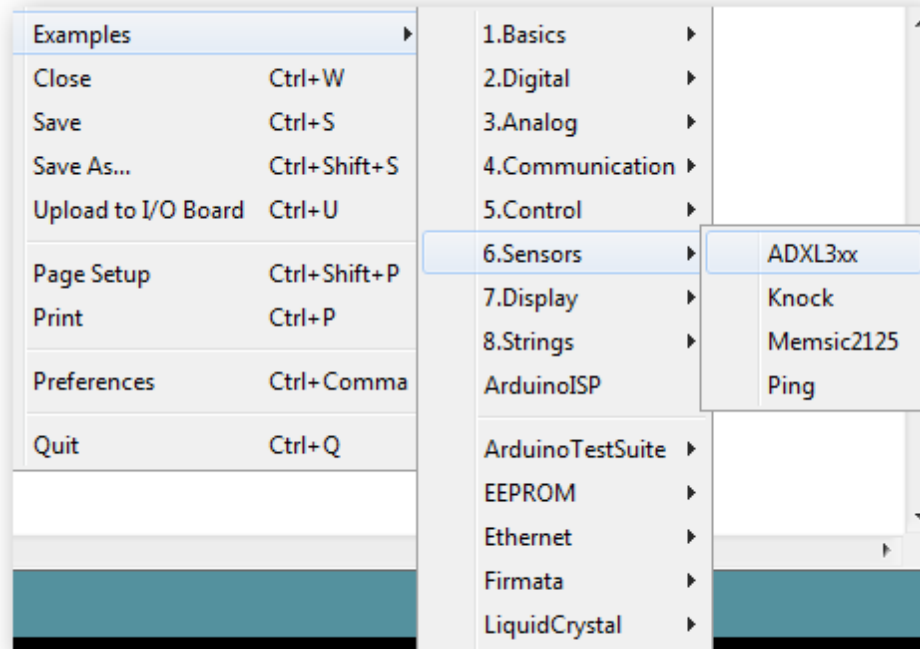 Examples
Close Ctrl+W
Save Ctrl+S
Save As... Ctrl+Shift+S
Upload to I/O Board Ctrl+U
Page Setup Ctrl+Shift+P
Print Ctrl+P
Preferences Ctrl+Comma
Quit Ctrl+Q
1.Basics
2.Digital
3.Analog
4.Communication
5.Control
6.Sensors
7.Display
8.Strings
ArduinoISP
ArduinoTestSuite
EEPROM
Ethernet
Firmata
LiquidCrystal
ADXL3xx
Knock
Memsic2125
Ping